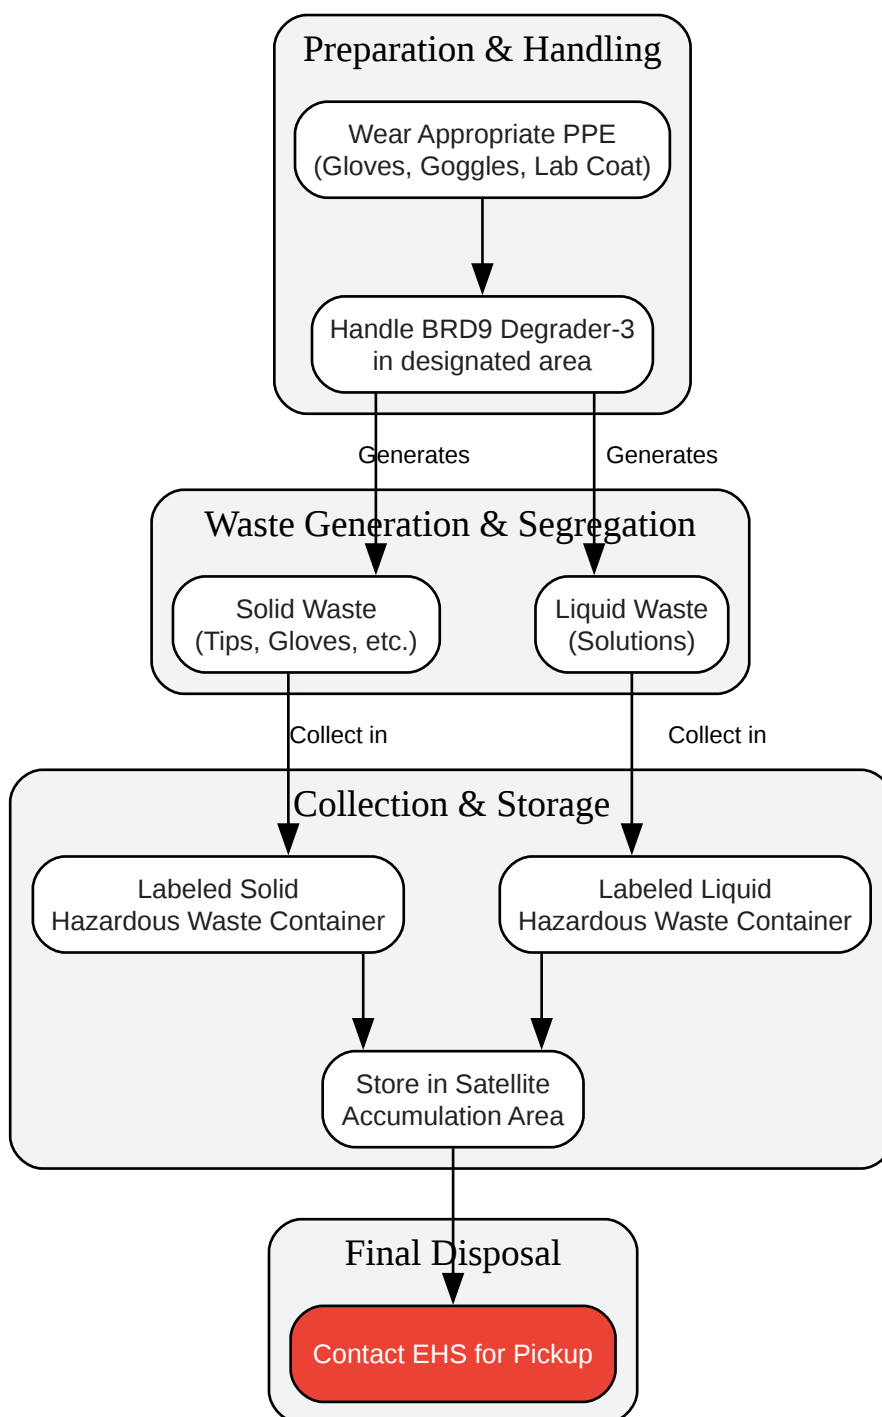 Preparation & Handling
Wear Appropriate PPE
(Gloves, Goggles, Lab Coat)
Handle BRD9 Degrader-3
in designated area
Generates
Generates
Waste Generation & Segregation
Solid Waste
(Tips, Gloves, etc.)
Liquid Waste
(Solutions)
Collect in
Collect in
Collection & Storage
Labeled Solid
Hazardous Waste Container
Labeled Liquid
Hazardous Waste Container
Store in Satellite
Accumulation Area
Final Disposal
Contact EHS for Pickup